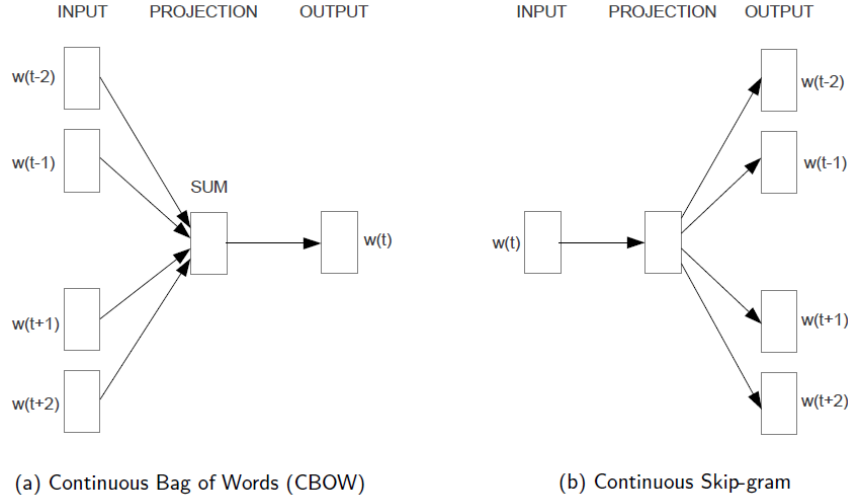 INPUT PROJECTION OUTPUT
w(t-2)
w(t-1)
SUM
w(t)
w(t+1)
w(t+2)
(a) Continuous Bag of Words (CBOW)
INPUT PROJECTION OUTPUT
w(t-2)
w(t-1)
w(t)
w(t+1)
w(t+2)
(b) Continuous Skip-gram